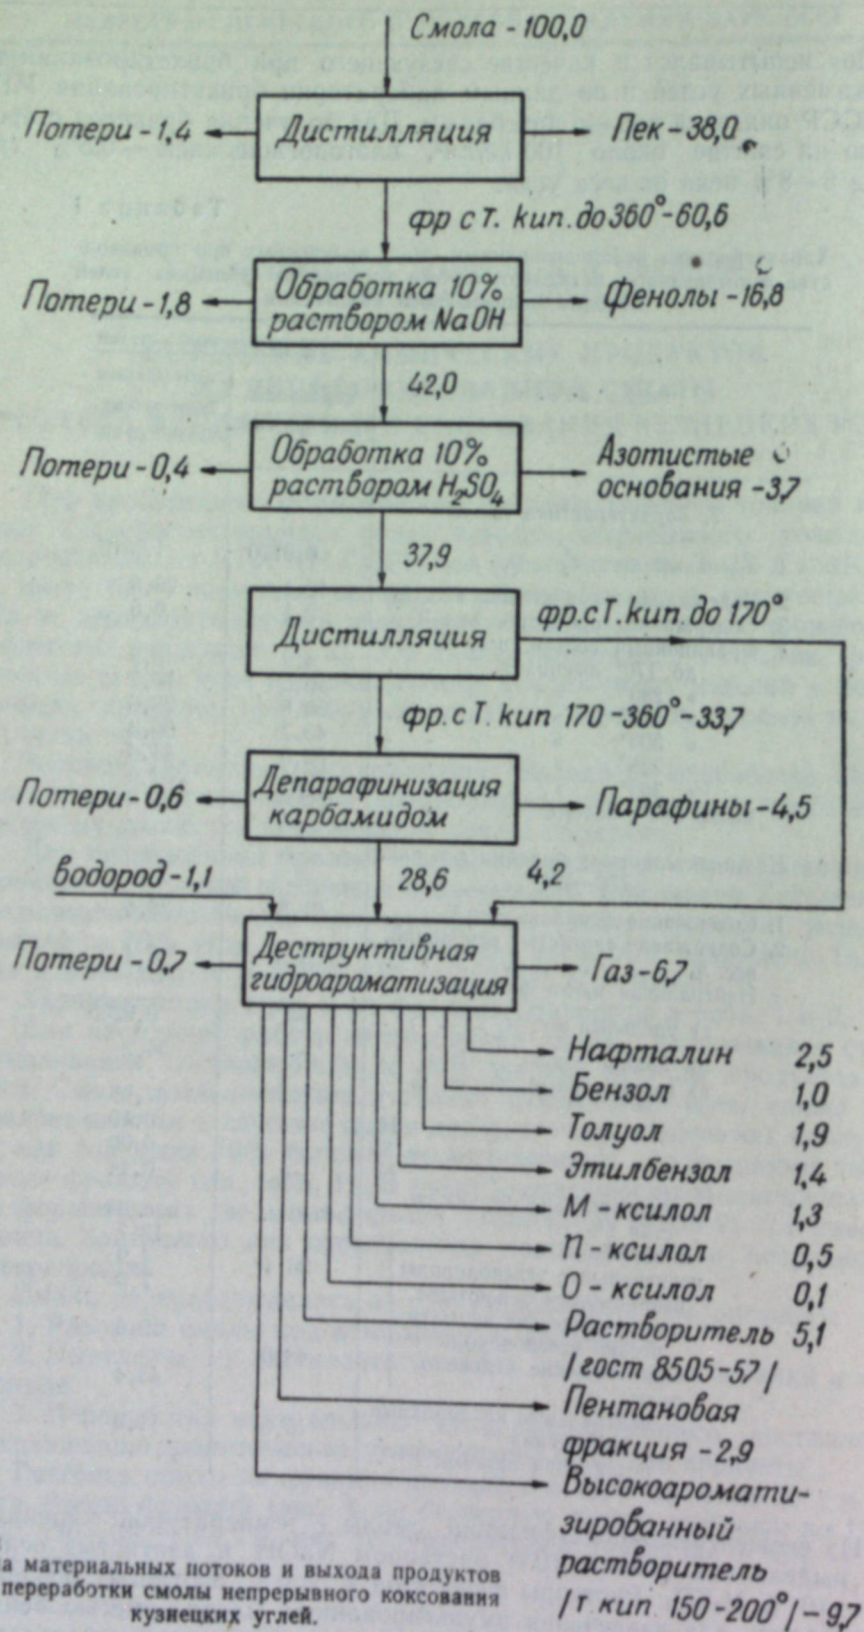 Смола - 100,0
Потери - 1,4
Дистилляция
Пек - 38,0
фр с Т. кип. до 360° - 60,6
Потери - 1,8
Обработка 10%
раствором NaOH
Фенолы - 16,8
42,0
Потери - 0,4
Обработка 10%
раствором H₂SO₄
Азотистые
основания - 3,7
37,9
Дистилляция
фр. с Т. кип. до 170°
фр. с Т. кип 170 - 360° - 33,7
Потери - 0,6
Депарафинизация
карбамидом
Парафины - 4,5
водород - 1,1
28,6
4,2
Потери - 0,7
Деструктивная
гидроароматизация
Газ - 6,7
Нафталин 2,5
Бензол 1,0
Толуол 1,9
Этилбензол 1,4
М - ксилол 1,3
П - ксилол 0,5
О - ксилол 0,1
Растворитель 5,1
/гост 8505-57/
Пентановая
фракция - 2,9
Высокоаромати-
зированный
растворитель
/т кип 150 - 200°/ - 9,7
а материальных потоков и выхода продуктов
переработки смолы непрерывного коксования
кузнецких углей.